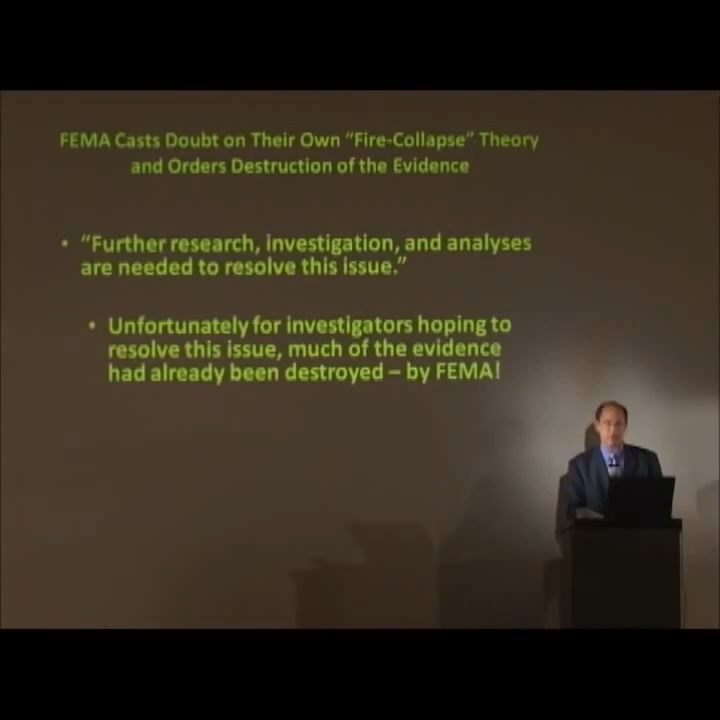 FEMA Casts Doubt on Their Own “Fire-Collapse” Theory
and Orders Destruction of the Evidence
• “Further research, investigation, and analyses
are needed to resolve this issue.”
• Unfortunately for investigators hoping to
resolve this issue, much of the evidence
had already been destroyed – by FEMA!